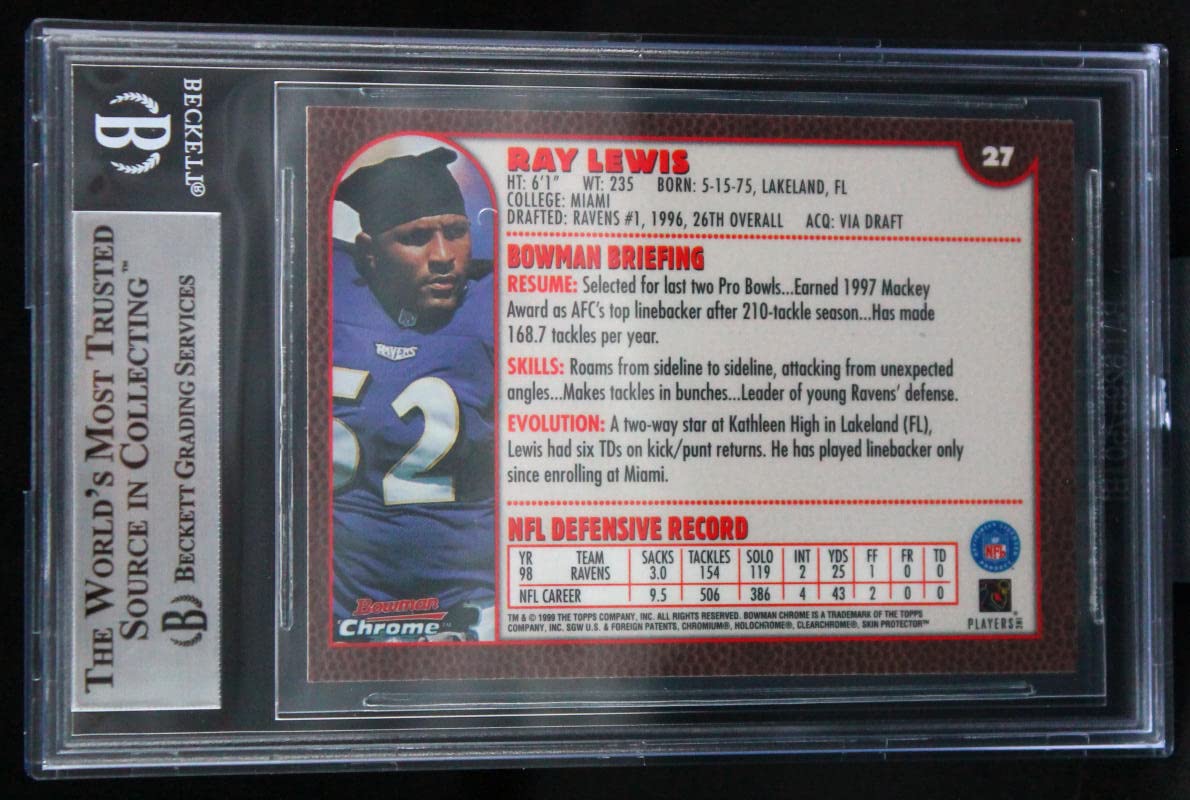 BECKETT®
B
THE WORLD'S MOST TRUSTED
SOURCE IN COLLECTING™
B BECKETT GRADING SERVICES
27
RAY LEWIS
HT: 6'1" WT: 235 BORN: 5-15-75, LAKELAND, FL
COLLEGE: MIAMI
DRAFTED: RAVENS #1, 1996, 26TH OVERALL ACQ: VIA DRAFT
BOWMAN BRIEFING
RESUME: Selected for last two Pro Bowls...Earned 1997 Mackey
Award as AFC's top linebacker after 210-tackle season...Has made
168.7 tackles per year.
SKILLS: Roams from sideline to sideline, attacking from unexpected
angles...Makes tackles in bunches...Leader of young Ravens' defense.
EVOLUTION: A two-way star at Kathleen High in Lakeland (FL),
Lewis had six TDs on kick/punt returns. He has played linebacker only
since enrolling at Miami.
NFL DEFENSIVE RECORD
YR TEAM SACKS TACKLES SOLO INT YDS FF FR TD
98 RAVENS 3.0 154 119 2 25 1 0 0
NFL CAREER 9.5 506 386 4 43 2 0 0
TM & © 1999 THE TOPPS COMPANY, INC. ALL RIGHTS RESERVED. BOWMAN CHROME IS A TRADEMARK OF THE TOPPS
COMPANY, INC. SGW U.S. & FOREIGN PATENTS, CHROMIUM®, HOLOCHROME®, CLEARCHROME®, SKIN PROTECTOR™
RAVENS
52
Bowman
Chrome™
NFL
PLAYERS INC